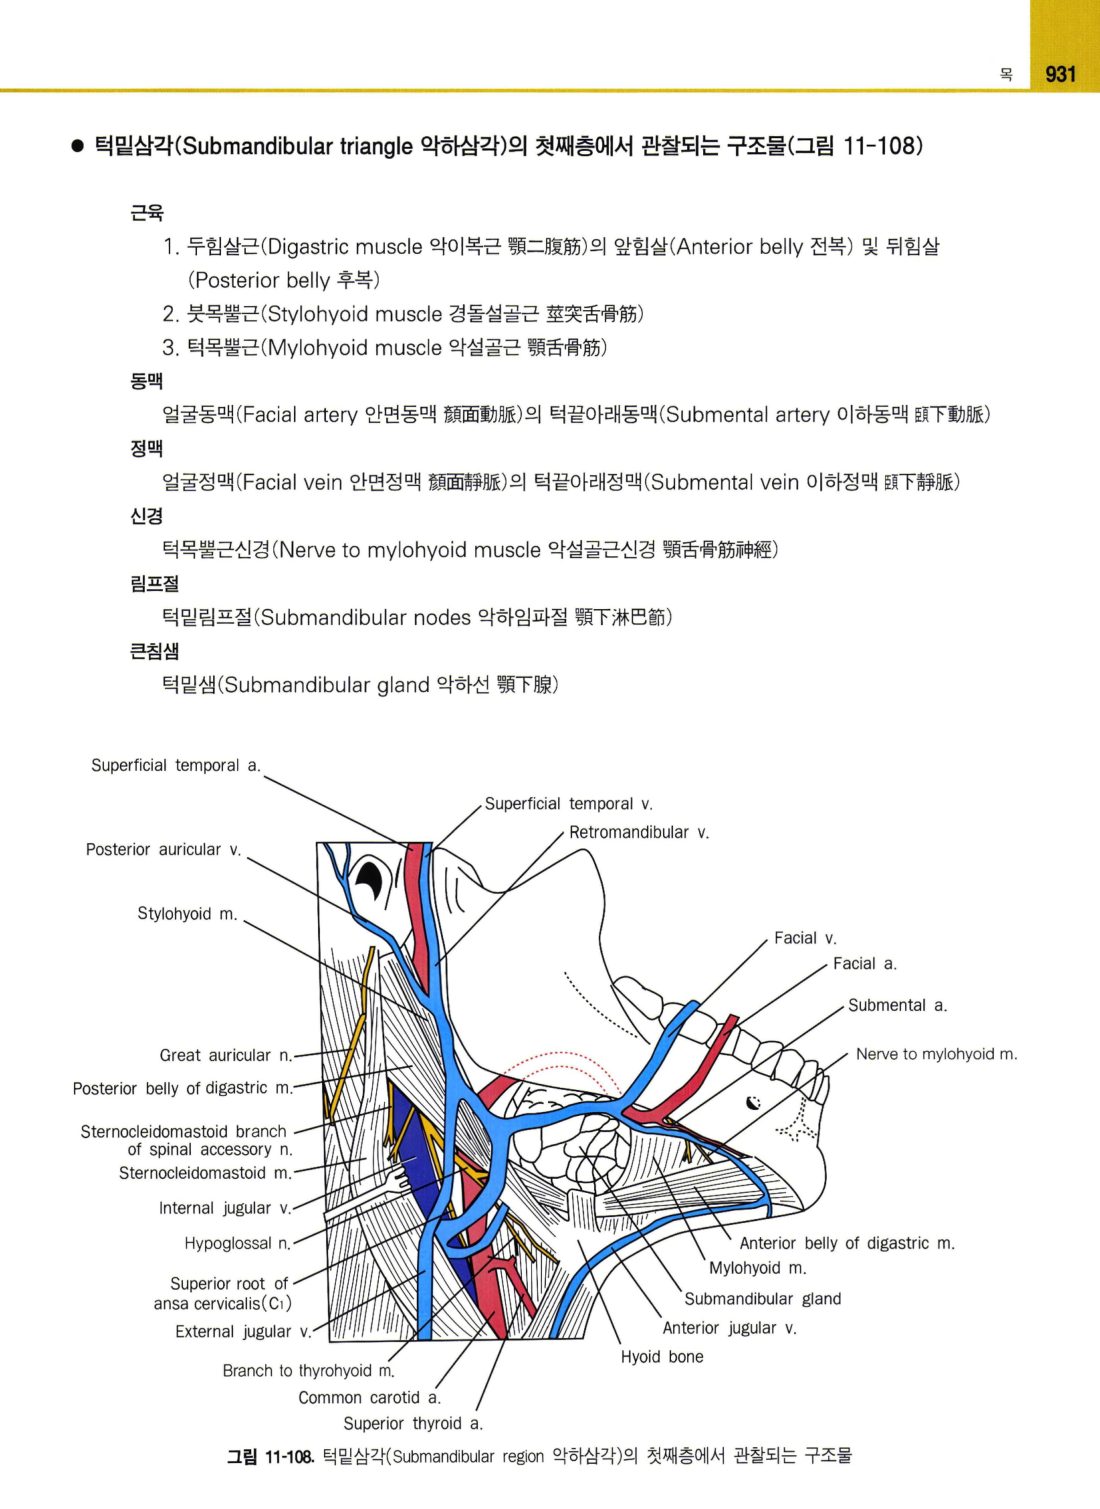 목 931
● 턱밑삼각(Submandibular triangle 악하삼각)의 첫째층에서 관찰되는 구조물(그림 11-108)
근육
1. 두힘살근(Digastric muscle 악이복근 顎二腹筋)의 앞힘살(Anterior belly 전복) 및 뒤힘살
(Posterior belly 후복)
2. 붓목뿔근(Stylohyoid muscle 경돌설골근 莖突舌骨筋)
3. 턱목뿔근(Mylohyoid muscle 악설골근 顎舌骨筋)
동맥
얼굴동맥(Facial artery 안면동맥 顏面動脈)의 턱끝아래동맥(Submental artery 이하동맥 頤下動脈)
정맥
얼굴정맥(Facial vein 안면정맥 顏面靜脈)의 턱끝아래정맥(Submental vein 이하정맥 頤下靜脈)
신경
턱목뿔근신경(Nerve to mylohyoid muscle 악설골근신경 顎舌骨筋神經)
림프절
턱밑림프절(Submandibular nodes 악하임파절 顎下淋巴節)
큰침샘
턱밑샘(Submandibular gland 악하선 顎下腺)
Superficial temporal a.
Superficial temporal v.
Retromandibular v.
Posterior auricular v.
Stylohyoid m.
Facial v.
Facial a.
Submental a.
Great auricular n.
Nerve to mylohyoid m.
Posterior belly of digastric m.
Sternocleidomastoid branch
of spinal accessory n.
Sternocleidomastoid m.
Internal jugular v.
Hypoglossal n.
Anterior belly of digastric m.
Mylohyoid m.
Superior root of
ansa cervicalis(C1)
Submandibular gland
External jugular v.
Anterior jugular v.
Hyoid bone
Branch to thyrohyoid m.
Common carotid a.
Superior thyroid a.
그림 11-108. 턱밑삼각(Submandibular region 악하삼각)의 첫째층에서 관찰되는 구조물